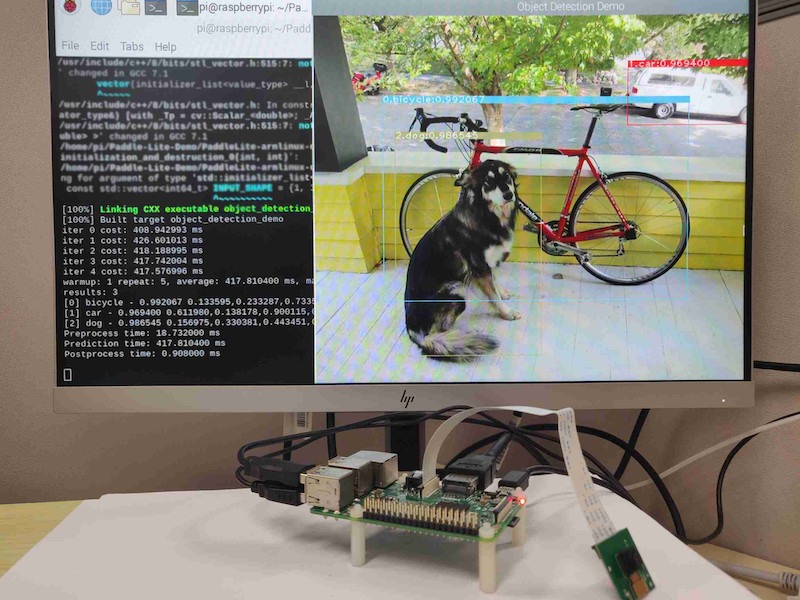 pi@raspberrypi: ~/Pa...
Object Detection Demo
pi@raspberrypi: ~/Padd
File Edit Tabs Help
/usr/include/c++/8/bits/stl_vector.h:515:7: not
changed in GCC 7.1
vector(initializer_list<value_type> __l,
^~~~~~
/usr/include/c++/8/bits/stl_vector.h: In constr
ator_type&) [with _Tp = cv::Scalar_<double>; _A
/usr/include/c++/8/bits/stl_vector.h:515:7: not
uble> >' changed in GCC 7.1
/home/pi/Paddle-Lite-Demo/PaddleLite-armlinux-
initialization_and_destruction_0(int, int)':
/home/pi/Paddle-Lite-Demo/PaddleLite-armlinux-
ng for argument of type 'std::initializer_list
const std::vector<int64_t> INPUT_SHAPE = {1, 3
[100%] Linking CXX executable object_detection_
[100%] Built target object_detection_demo
iter 0 cost: 408.942993 ms
iter 1 cost: 426.601013 ms
iter 2 cost: 418.188995 ms
iter 3 cost: 417.742004 ms
iter 4 cost: 417.576996 ms
warmup: 1 repeat: 5, average: 417.810400 ms, ma
results: 3
[0] bicycle - 0.992067 0.133595,0.233287,0.7335
[1] car - 0.969400 0.611980,0.138178,0.900115,0
[2] dog - 0.986545 0.156975,0.330381,0.443451,0
Preprocess time: 18.732000 ms
Prediction time: 417.810400 ms
Postprocess time: 0.908000 ms
1.car:0.969400
0.bicycle:0.992067
2.dog:0.986545
hp